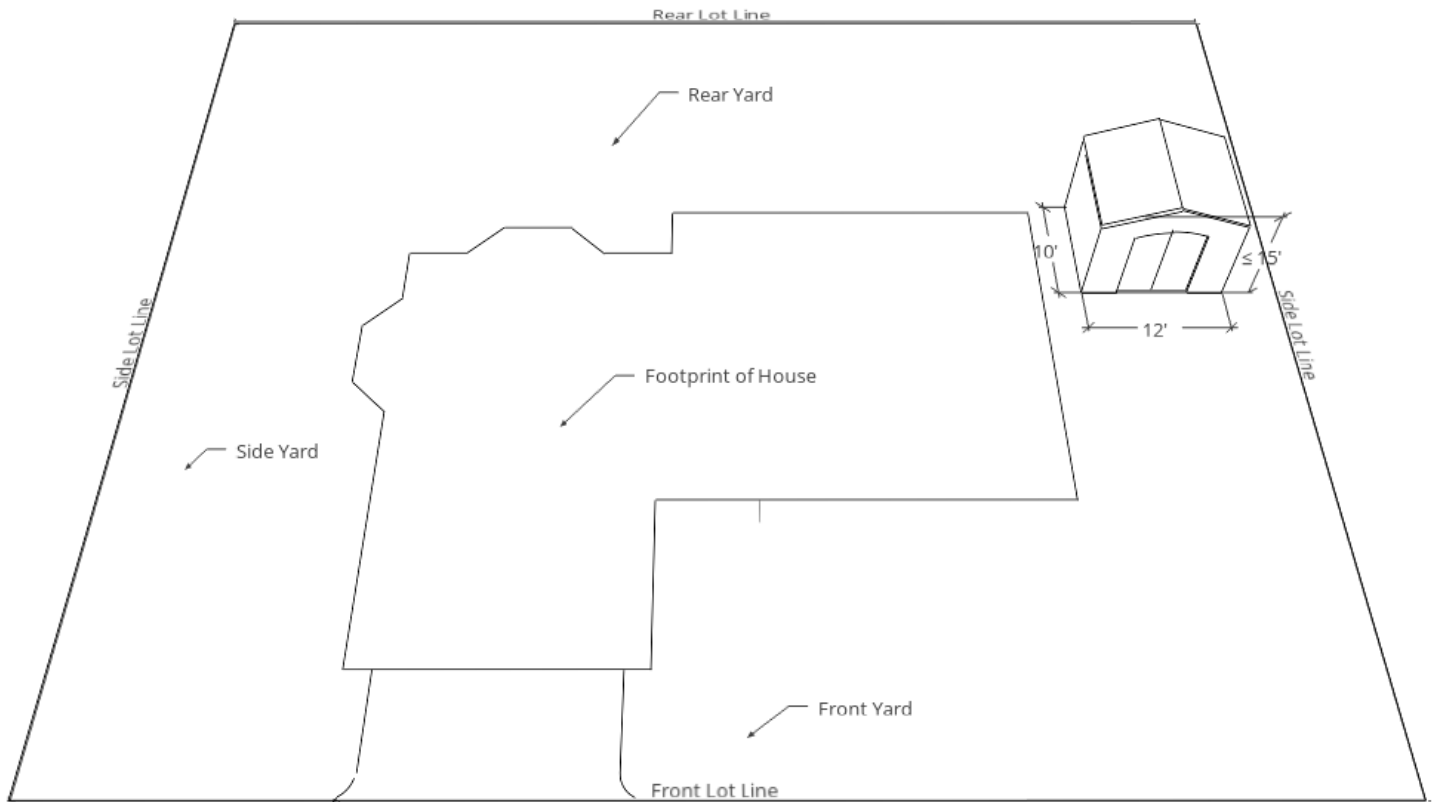 Rear Lot Line
Rear Yard
10'
≤ 15'
12'
Side Lot Line
Side Lot Line
Footprint of House
Side Yard
Front Yard
Front Lot Line